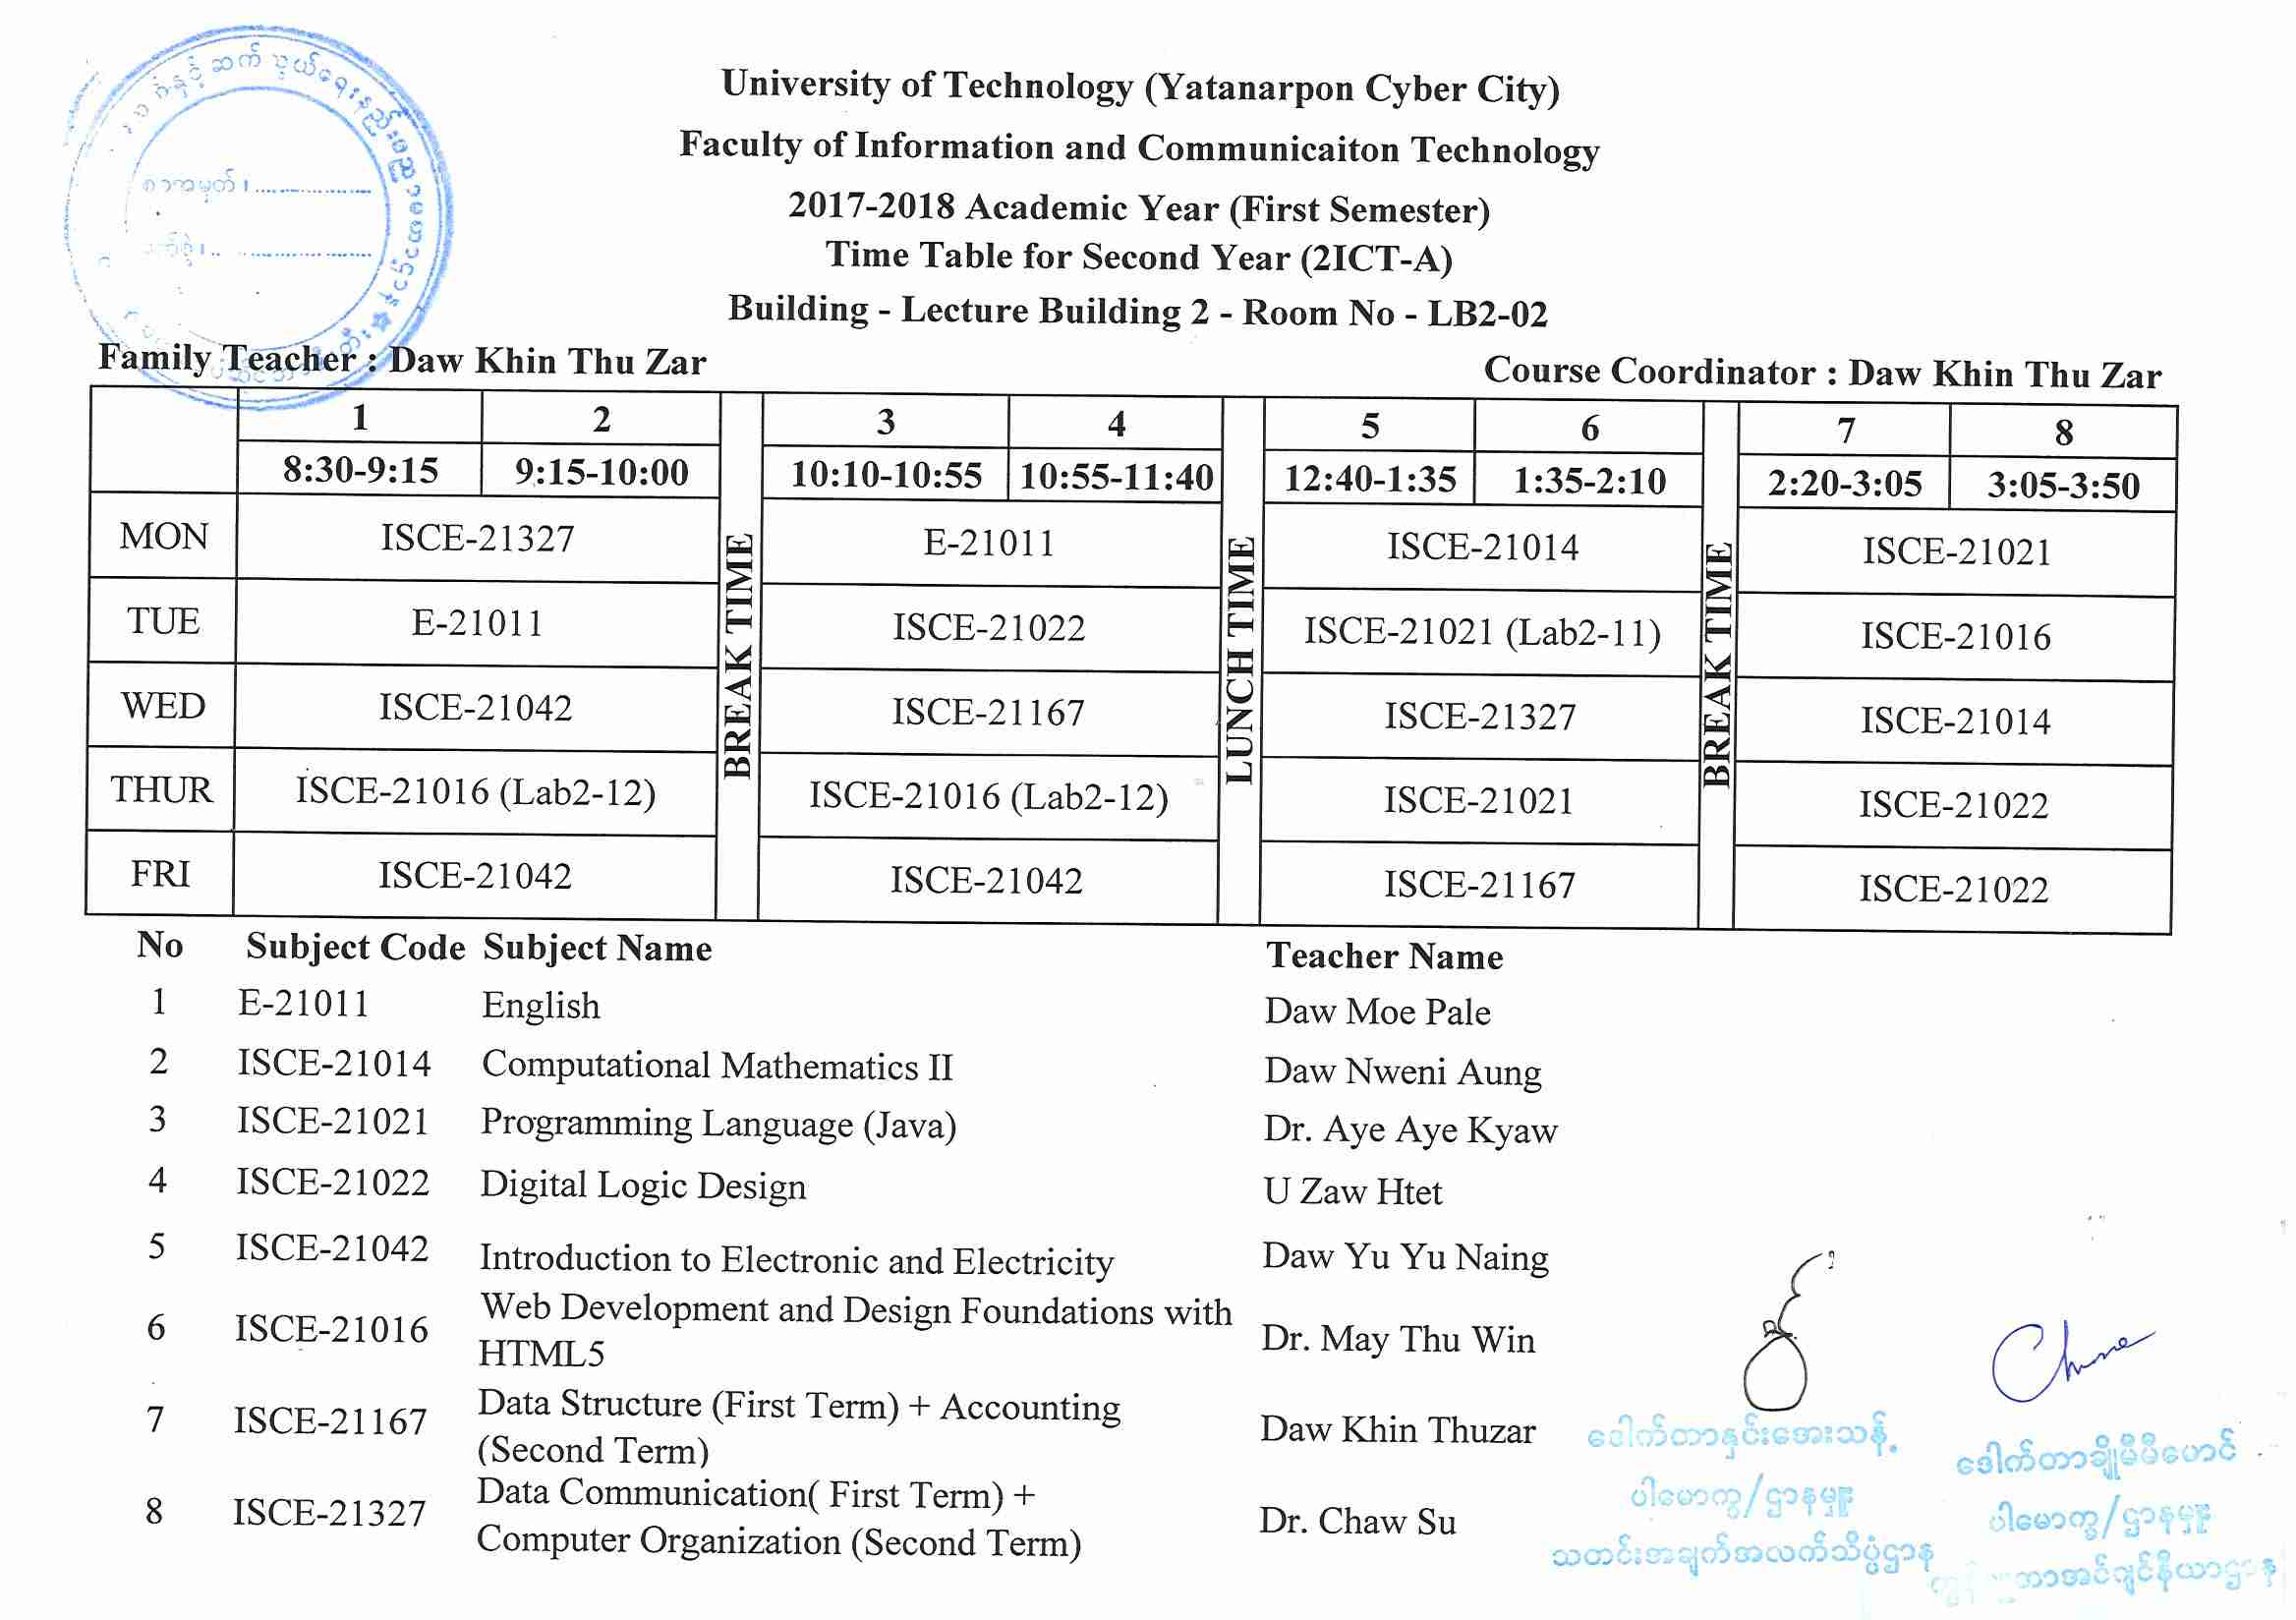 University of Technology (Yatanarpon Cyber City)
Faculty of Information and Communicaiton Technology
2017-2018 Academic Year (First Semester)
Time Table for Second Year (2ICT-A)
Building - Lecture Building 2 - Room No - LB2-02
စာအမှတ်၊
Family Teacher : Daw Khin Thu Zar
Course Coordinator : Daw Khin Thu Zar
1 2 3 4 5 6 7 8
8:30-9:15 9:15-10:00 10:10-10:55 10:55-11:40 12:40-1:35 1:35-2:10 2:20-3:05 3:05-3:50
BREAK TIME
LUNCH TIME
BREAK TIME
MON ISCE-21327 E-21011 ISCE-21014 ISCE-21021
TUE E-21011 ISCE-21022 ISCE-21021 (Lab2-11) ISCE-21016
WED ISCE-21042 ISCE-21167 ISCE-21327 ISCE-21014
THUR ISCE-21016 (Lab2-12) ISCE-21016 (Lab2-12) ISCE-21021 ISCE-21022
FRI ISCE-21042 ISCE-21042 ISCE-21167 ISCE-21022
No Subject Code Subject Name Teacher Name
1 E-21011 English Daw Moe Pale
2 ISCE-21014 Computational Mathematics II Daw Nweni Aung
3 ISCE-21021 Programming Language (Java) Dr. Aye Aye Kyaw
4 ISCE-21022 Digital Logic Design U Zaw Htet
5 ISCE-21042 Introduction to Electronic and Electricity Daw Yu Yu Naing
6 ISCE-21016 Web Development and Design Foundations with
HTML5 Dr. May Thu Win
7 ISCE-21167 Data Structure (First Term) + Accounting
(Second Term) Daw Khin Thuzar
8 ISCE-21327 Data Communication( First Term) +
Computer Organization (Second Term) Dr. Chaw Su
ဒေါက်တာနှင်းအေးသန့်
ပါမောက္ခ/ဌာနမှူး
သတင်းအချက်အလက်သိပ္ပံဌာန
ဒေါက်တာချိုမီမီဟောင်
ပါမောက္ခ/ဌာနမှူး